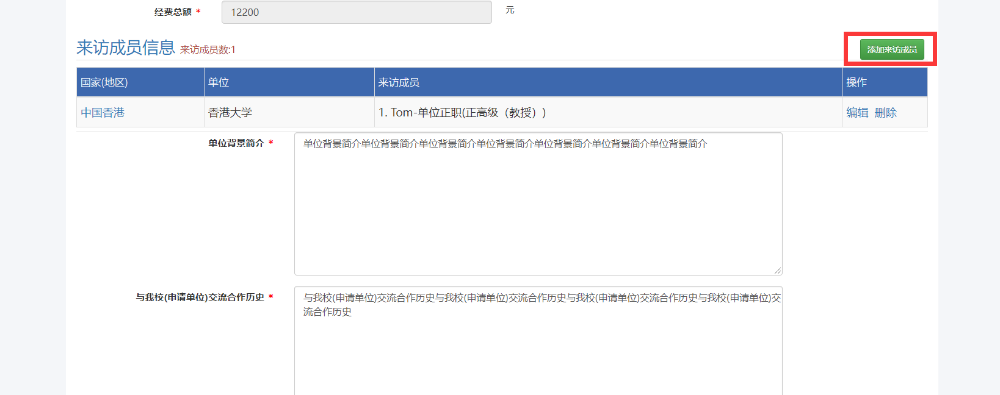 经费总额 * 12200 元
来访成员信息 来访成员数:1 添加来访成员
国家(地区) 单位 来访成员 操作
中国香港 香港大学 1. Tom-单位正职(正高级（教授）) 编辑 删除
单位背景简介 * 单位背景简介单位背景简介单位背景简介单位背景简介单位背景简介单位背景简介单位背景简介
与我校(申请单位)交流合作历史 * 与我校(申请单位)交流合作历史与我校(申请单位)交流合作历史与我校(申请单位)交流合作历史与我校(申请单位)交
流合作历史